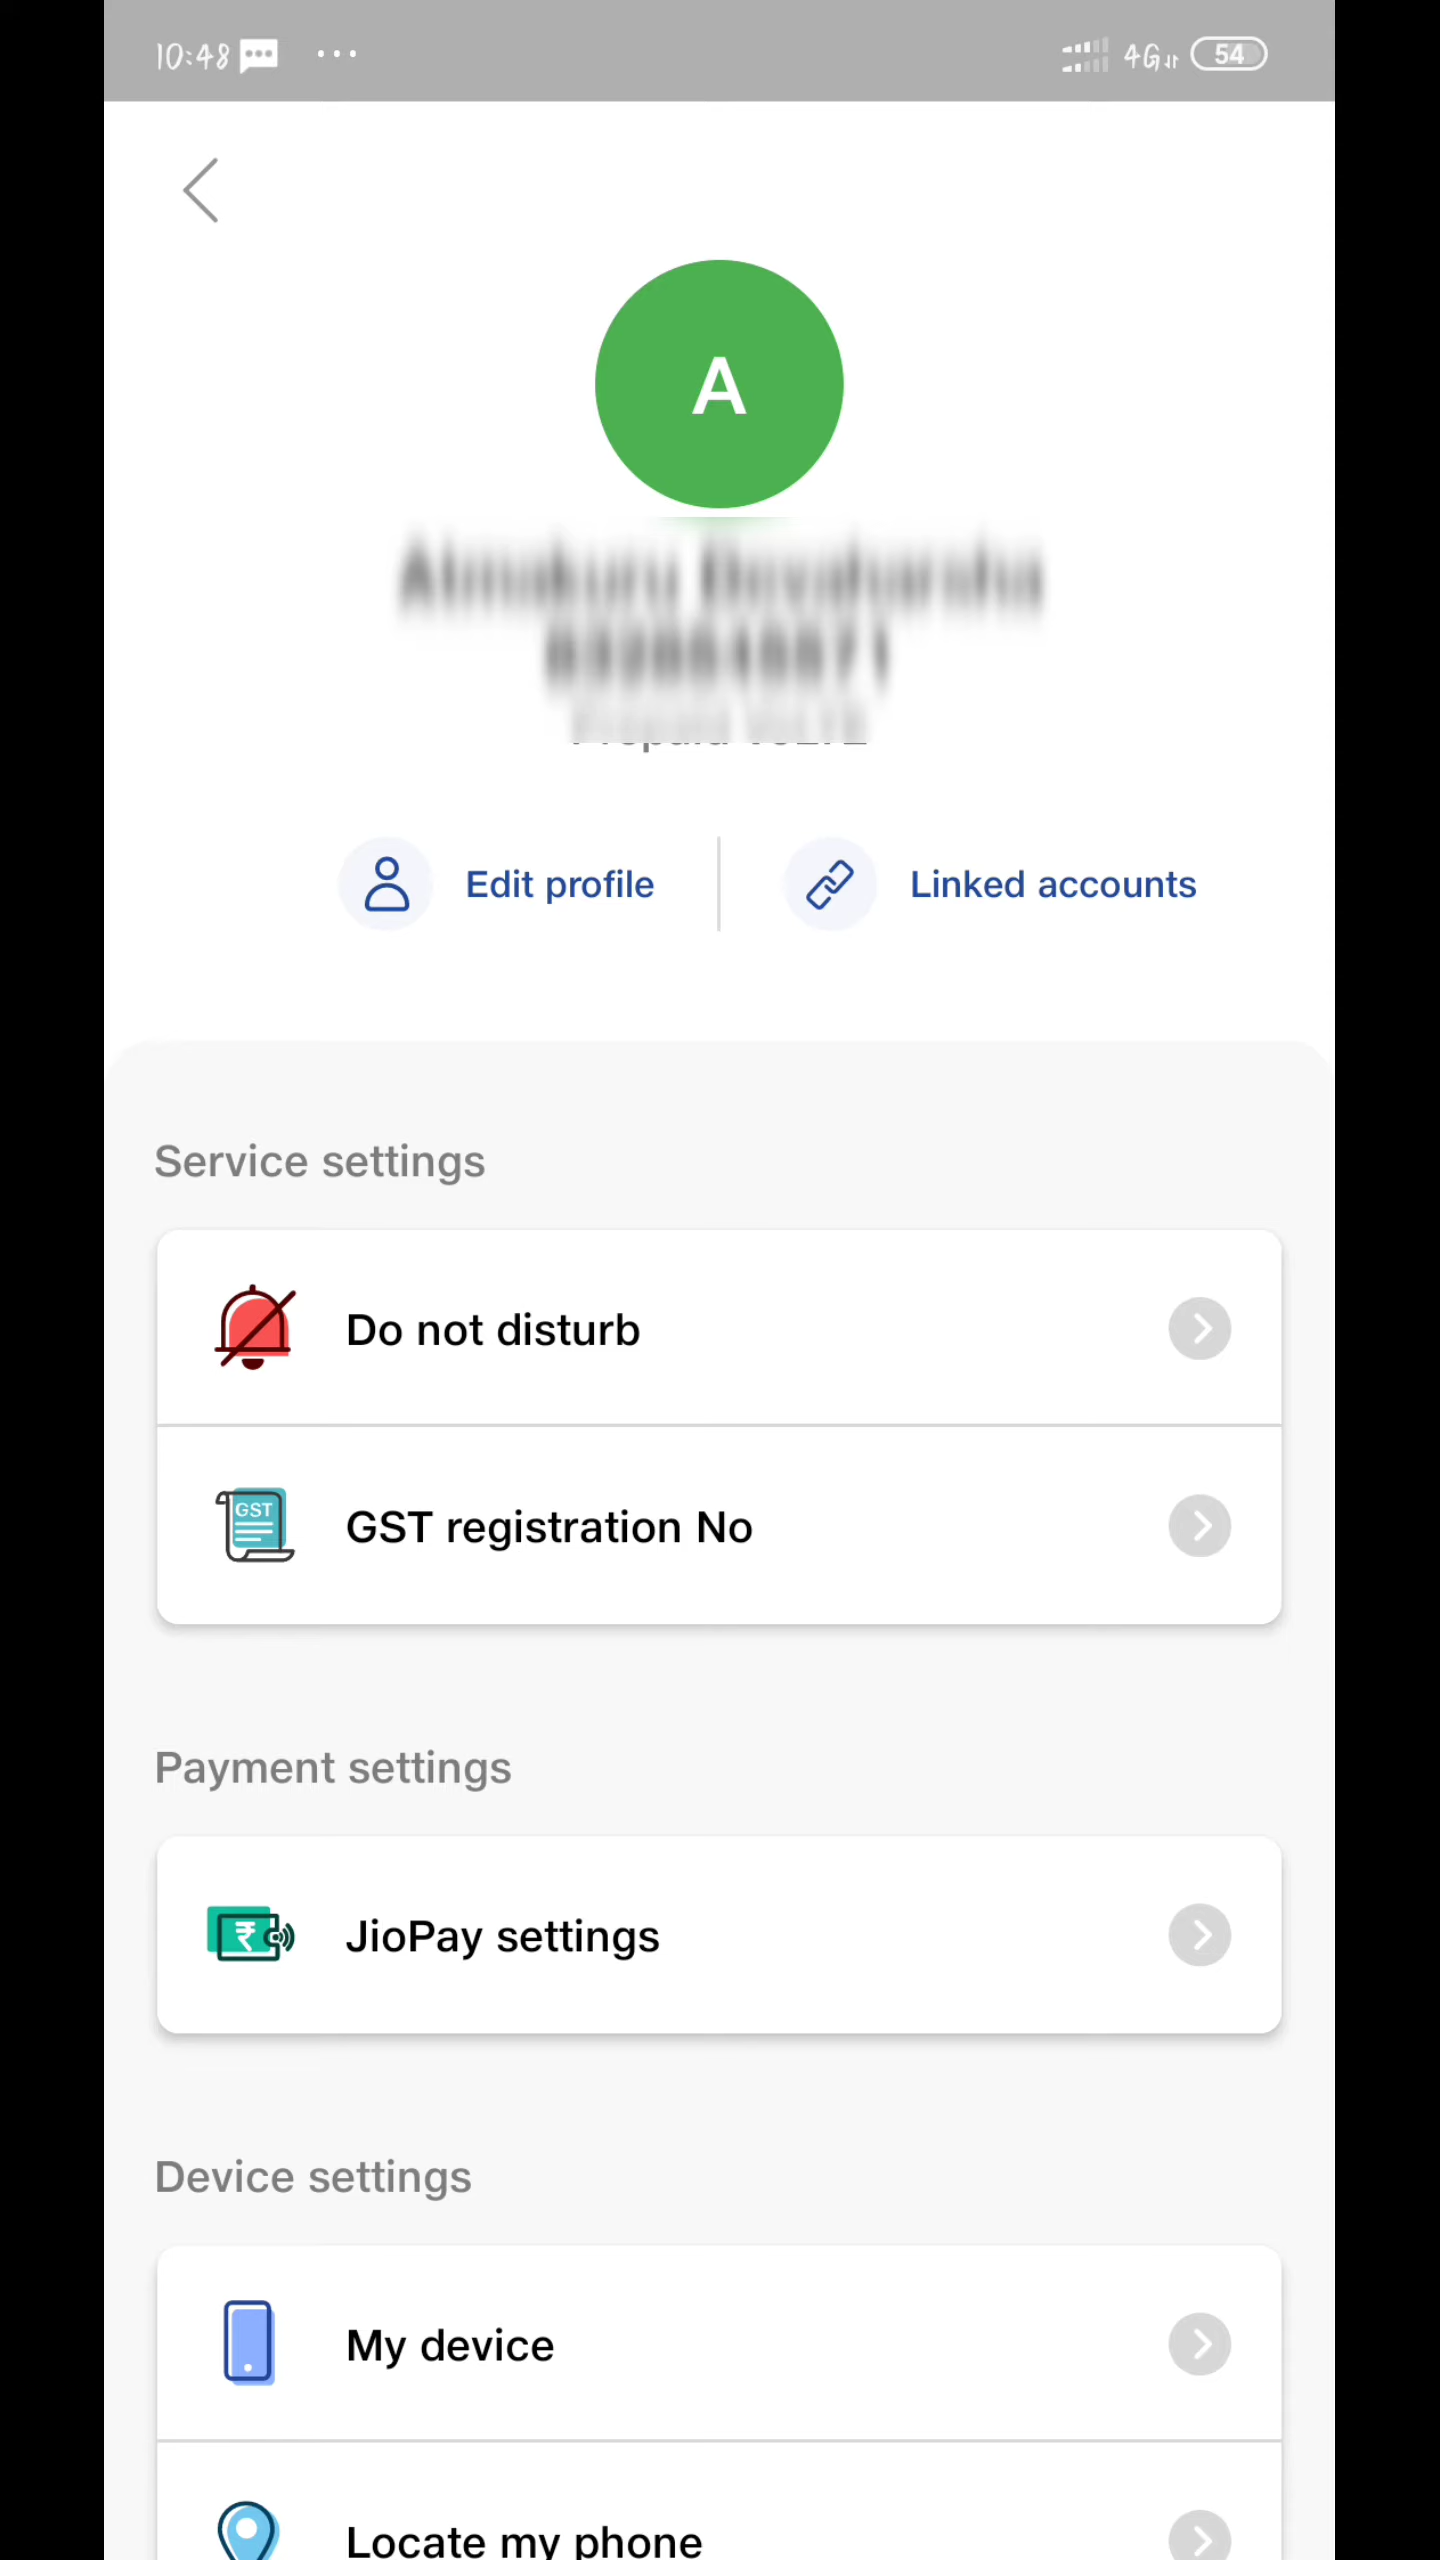 10:48 ...
4G 54
A
Edit profile
Linked accounts
Service settings
Do not disturb
GST
GST registration No
Payment settings
₹
JioPay settings
Device settings
My device
Locate my phone